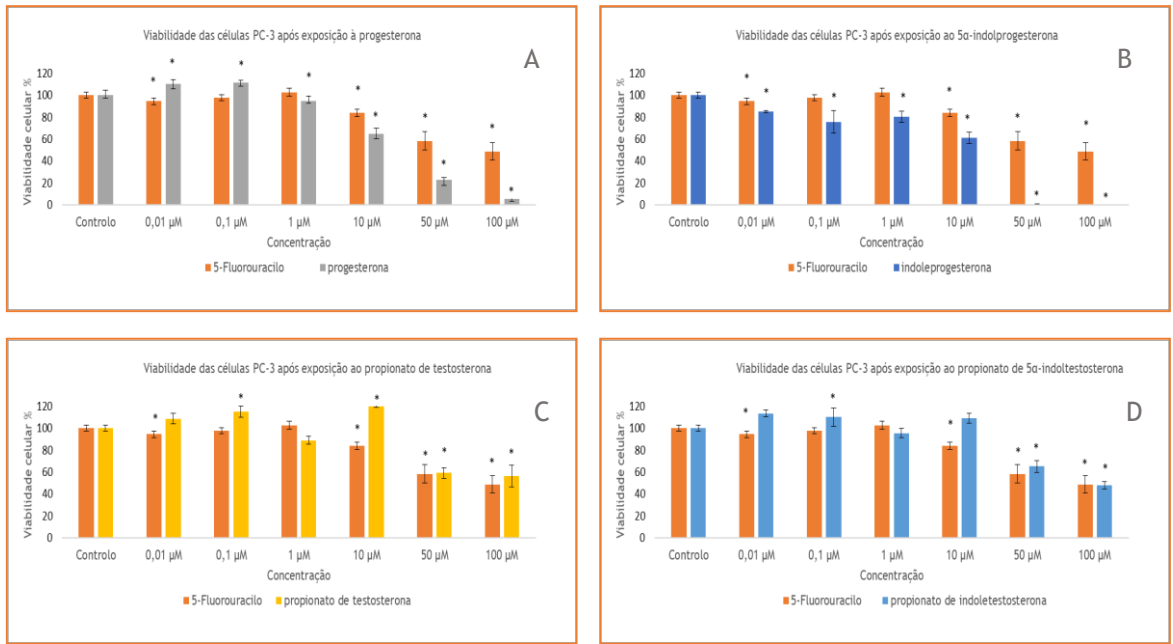 Viabilidade das células PC-3 após exposição à progesterona
A
Viabilidade celular %
120
100
80
60
40
20
0
* * * * * * * * * *
Controlo 0,01 µM 0,1 µM 1 µM 10 µM 50 µM 100 µM
Concentração
5-Fluorouracilo progesterona
Viabilidade das células PC-3 após exposição ao 5α-indolprogesterona
B
Viabilidade celular %
120
100
80
60
40
20
0
* * * * * * * * * *
Controlo 0,01 µM 0,1 µM 1 µM 10 µM 50 µM 100 µM
Concentração
5-Fluorouracilo indoleprogesterona
Viabilidade das células PC-3 após exposição ao propionato de testosterona
C
Viabilidade celular %
120
100
80
60
40
20
0
* * * * * * * *
Controlo 0,01 µM 0,1 µM 1 µM 10 µM 50 µM 100 µM
Concentração
5-Fluorouracilo propionato de testosterona
Viabilidade das células PC-3 após exposição ao propionato de 5α-indoltestosterona
D
Viabilidade celular %
120
100
80
60
40
20
0
* * * * * * *
Controlo 0,01 µM 0,1 µM 1 µM 10 µM 50 µM 100 µM
Concentração
5-Fluorouracilo propionato de indoletestosterona